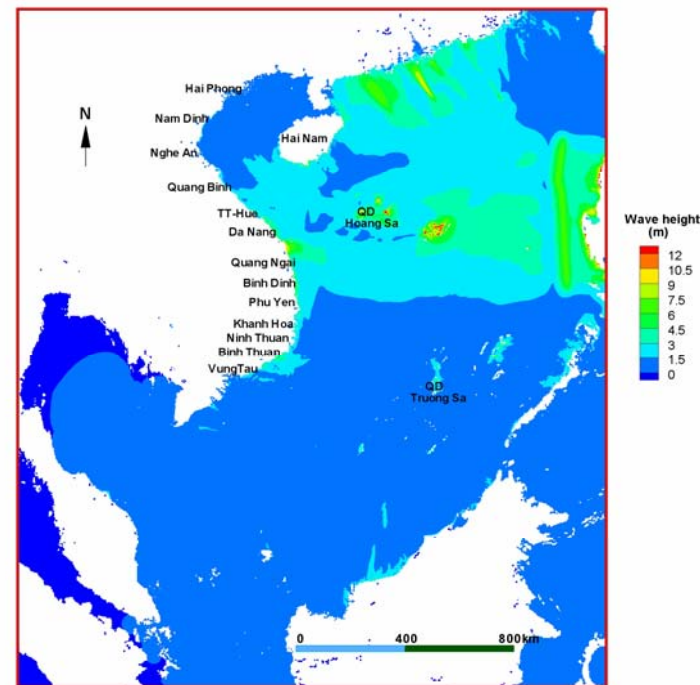 Hai Phong
N
Nam Dinh
Hai Nam
Nghe An
Quang Binh
QD
TT-Hue
Hoang Sa
Da Nang
Wave height
(m)
Quang Ngai
12
10.5
Binh Dinh
9
7.5
Phu Yen
6
4.5
Khanh Hoa
3
Ninh Thuan
1.5
Binh Thuan
0
VungTau
QD
Truong Sa
0 400 800km